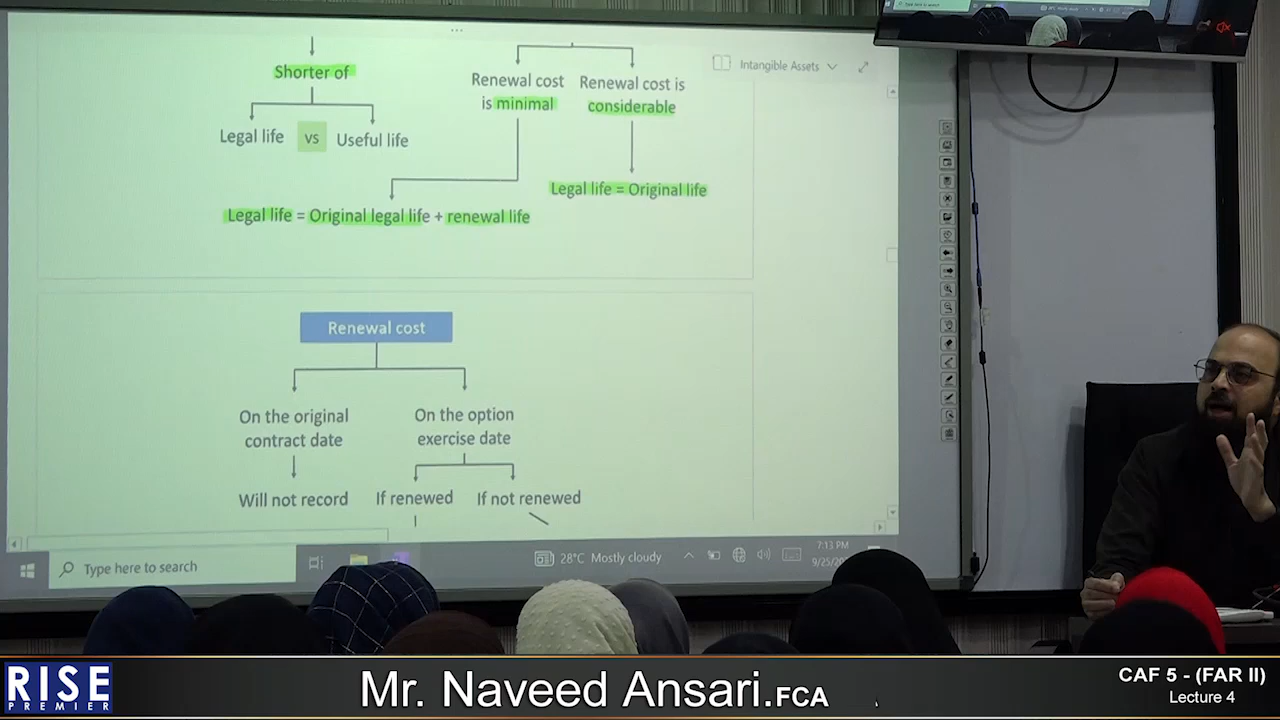 Shorter of
Legal life vs Useful life
Renewal cost
is minimal
Renewal cost is
considerable
Intangible Assets
Legal life = Original life
Legal life = Original legal life + renewal life
Renewal cost
On the original
contract date
On the option
exercise date
Will not record
If renewed
If not renewed
Type here to search
28°C Mostly cloudy
7:13 PM
RISE
PREMIER
Mr. Naveed Ansari.FCA
CAF 5 - (FAR II)
Lecture 4